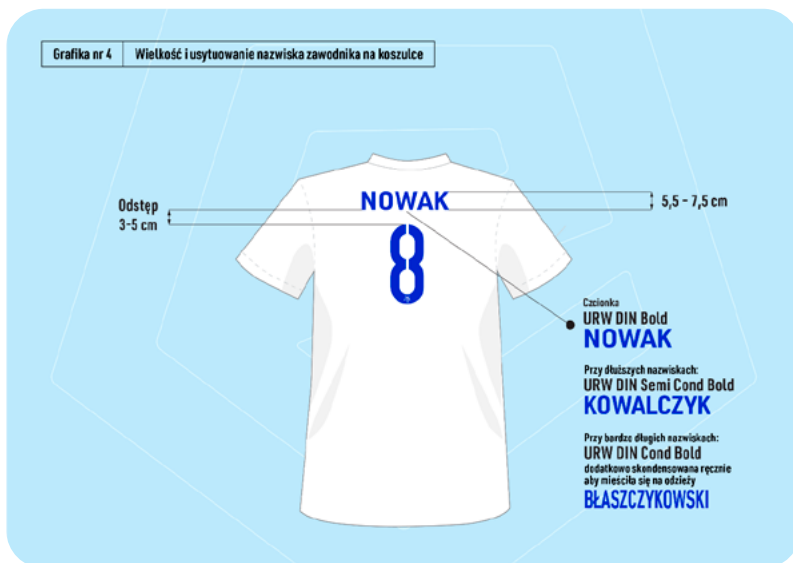 Grafika nr 4 Wielkość i usytuowanie nazwiska zawodnika na koszulce
Odstęp
3-5 cm
NOWAK
8
5,5 - 7,5 cm
Czcionka
URW DIN Bold
NOWAK
Przy dłuższych nazwiskach:
URW DIN Semi Cond Bold
KOWALCZYK
Przy bardzo długich nazwiskach:
URW DIN Cond Bold
dodatkowo skondensowana ręcznie
aby mieściła się na odzieży
BŁASZCZYKOWSKI